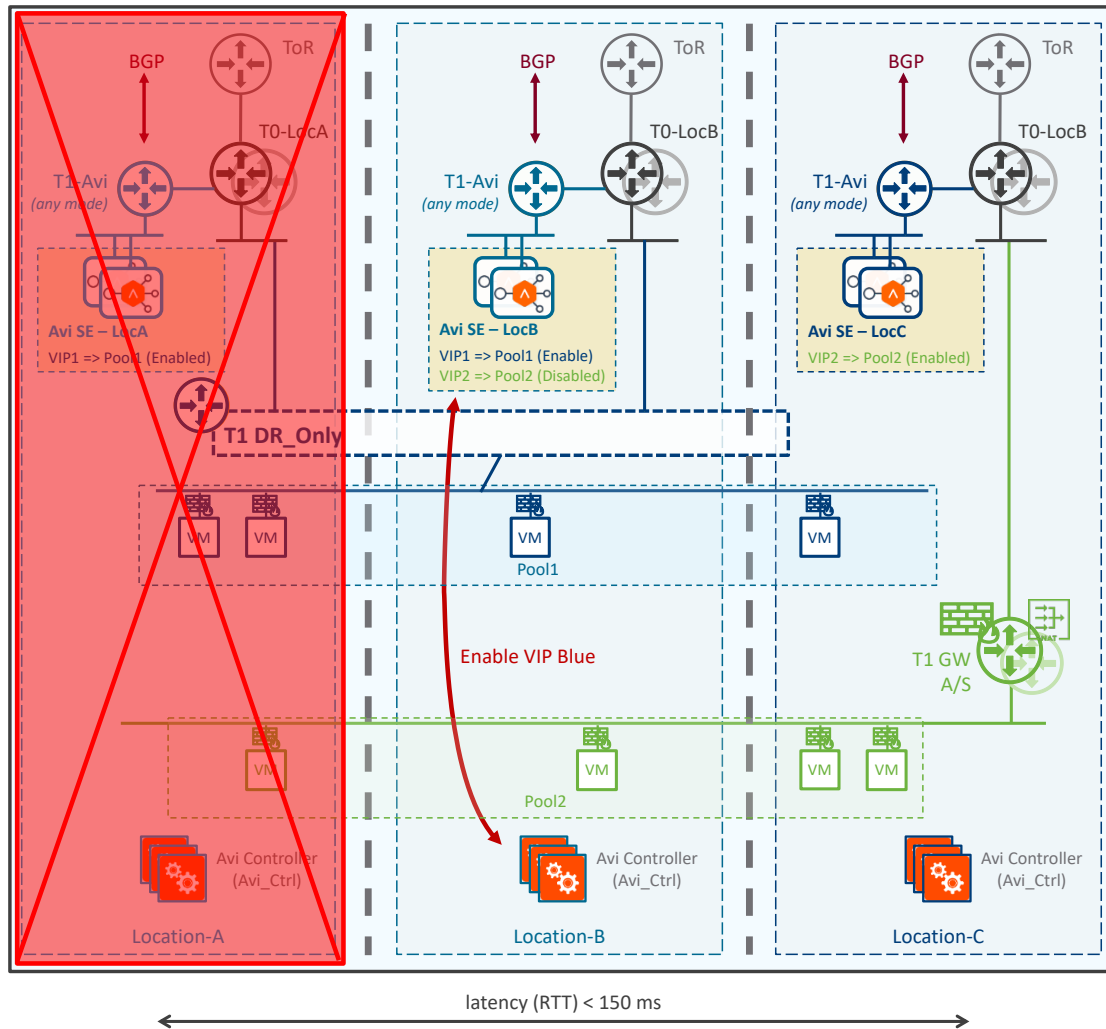 ToR
BGP
T0-LocA
T1-Avi
(any mode)
Avi SE – LocA
VIP1 => Pool1 (Enabled)
ToR
BGP
T0-LocB
T1-Avi
(any mode)
Avi SE – LocB
VIP1 => Pool1 (Enable)
VIP2 => Pool2 (Disabled)
ToR
BGP
T0-LocB
T1-Avi
(any mode)
Avi SE – LocC
VIP2 => Pool2 (Enabled)
T1 DR_Only
VM
VM
VM
VM
Pool1
Enable VIP Blue
NAT
T1 GW
A/S
VM
VM
VM
VM
Pool2
Avi Controller
(Avi_Ctrl)
Avi Controller
(Avi_Ctrl)
Avi Controller
(Avi_Ctrl)
Location-A
Location-B
Location-C
latency (RTT) < 150 ms